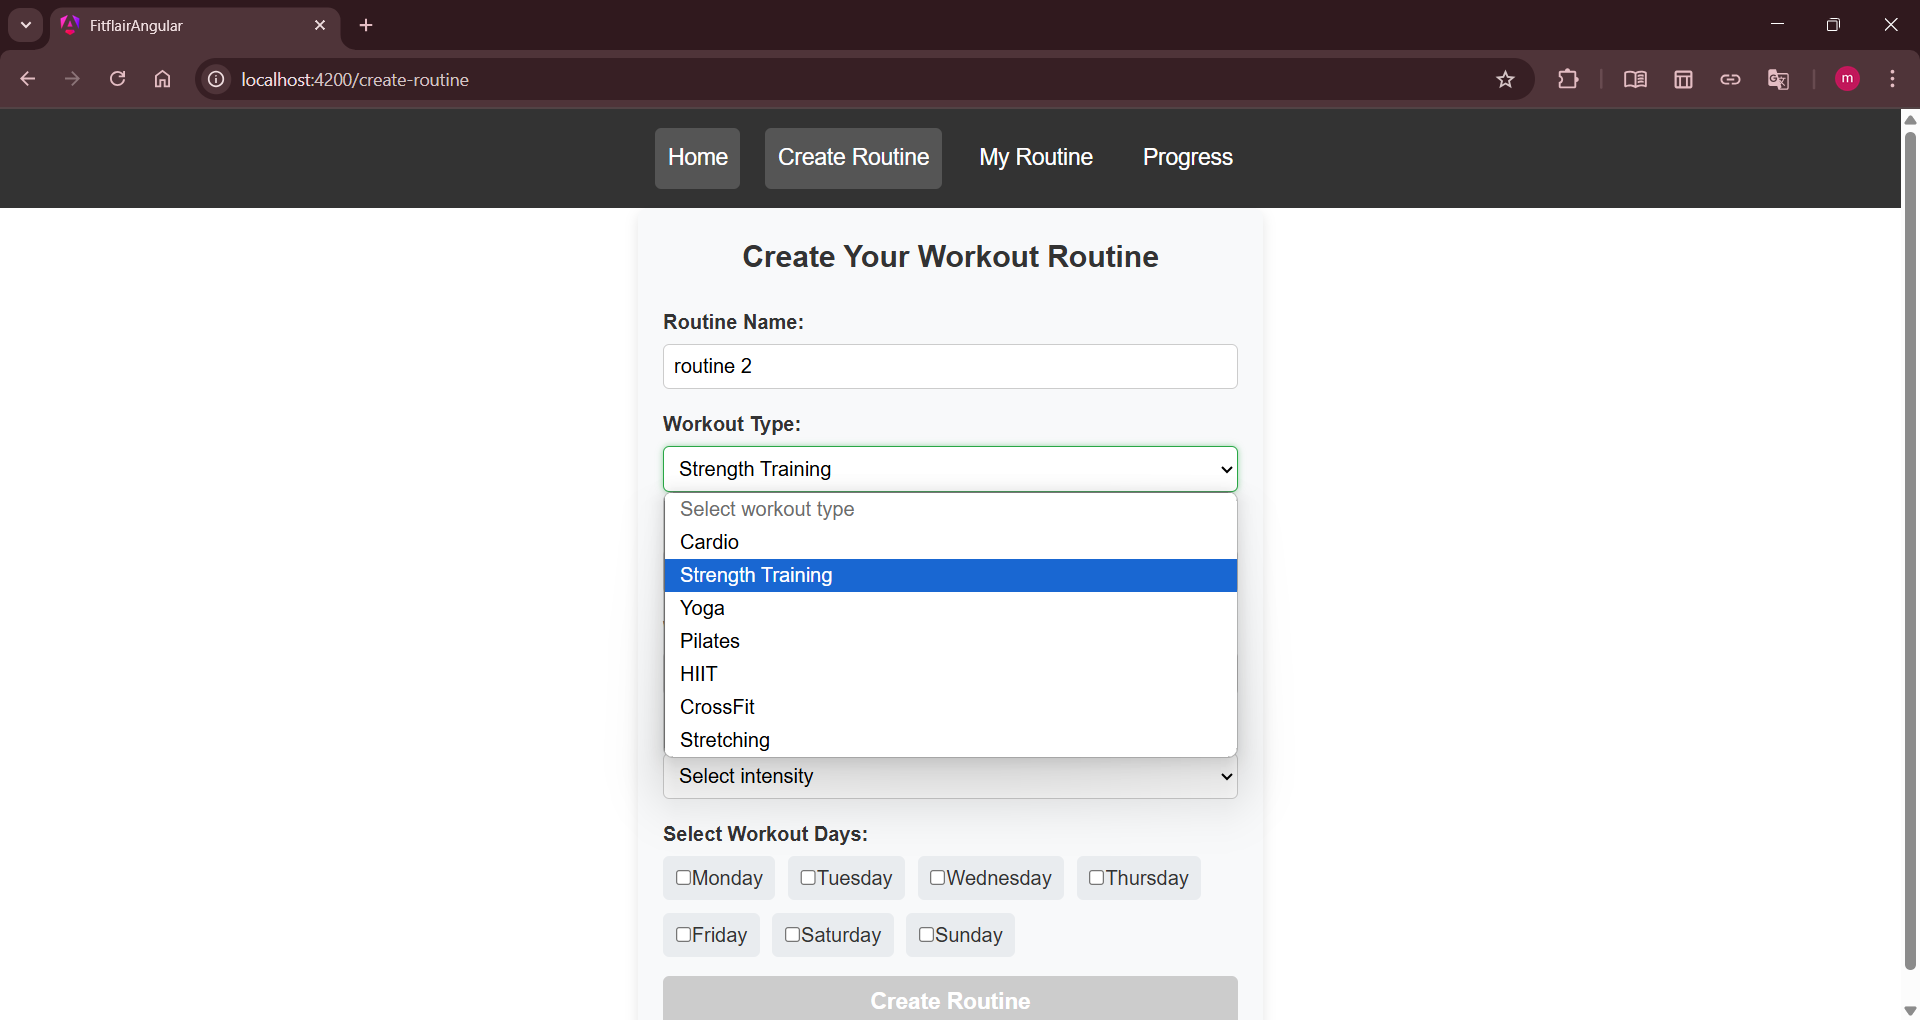 FitflairAngular
localhost:4200/create-routine
m
Home Create Routine My Routine Progress
Create Your Workout Routine
Routine Name:
routine 2
Workout Type:
Strength Training
Select workout type
Cardio
Strength Training
Yoga
Pilates
HIIT
CrossFit
Stretching
Select intensity
Select Workout Days:
Monday Tuesday Wednesday Thursday
Friday Saturday Sunday
Create Routine